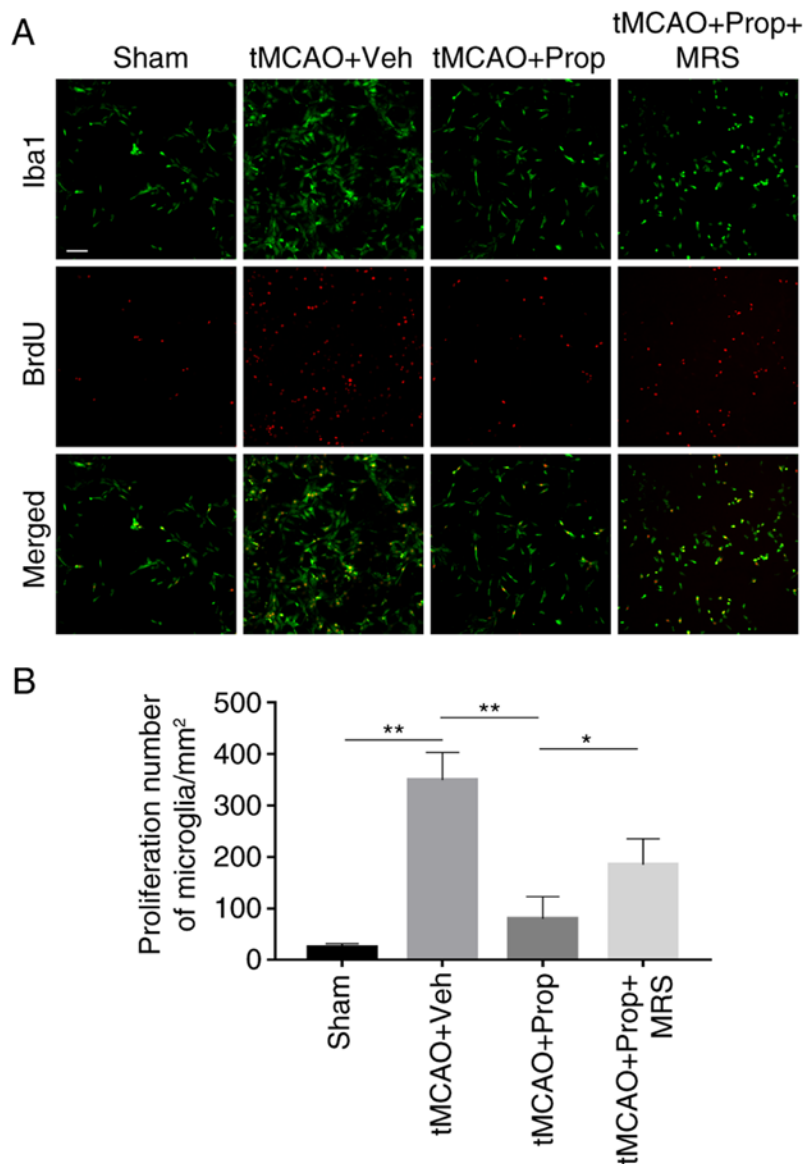 A
Sham
tMCAO+Veh
tMCAO+Prop
tMCAO+Prop+
MRS
Iba1
BrdU
Merged
B
Proliferation number
of microglia/mm²
500
400
300
200
100
0
**
**
*
Sham
tMCAO+Veh
tMCAO+Prop
tMCAO+Prop+
MRS